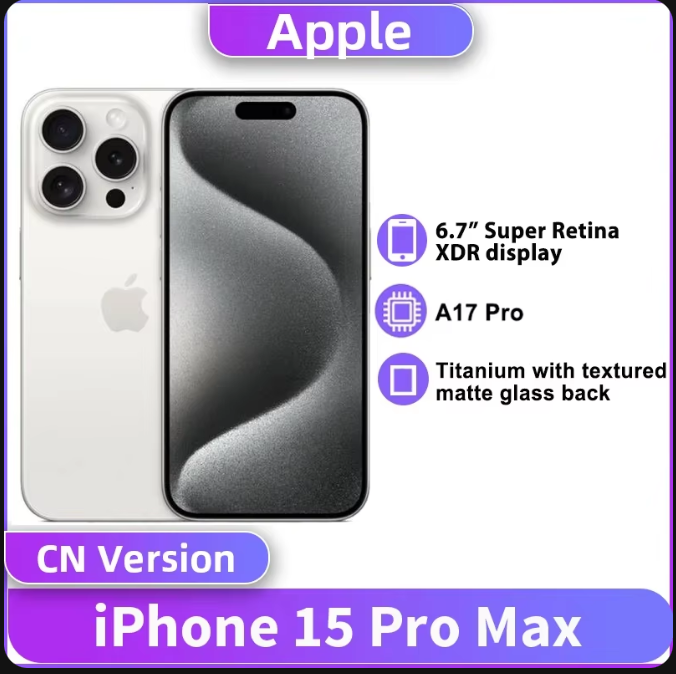 Apple
6.7” Super Retina
XDR display
A17 Pro
Titanium with textured
matte glass back
CN Version
iPhone 15 Pro Max